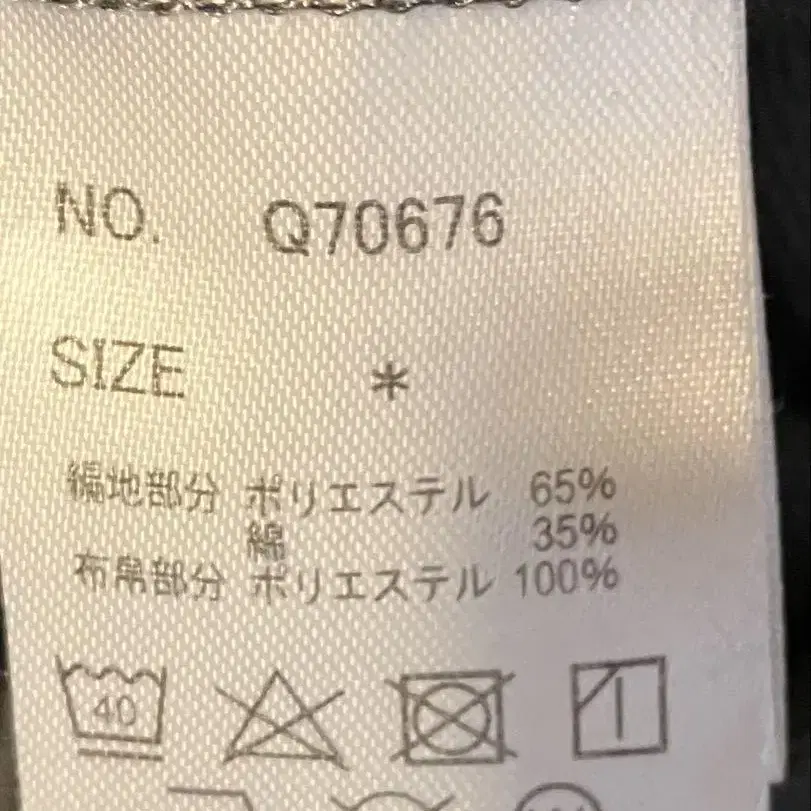 NO. Q70676
SIZE *
編地部分 ポリエステル 65%
綿 35%
布帛部分 ポリエステル 100%
40